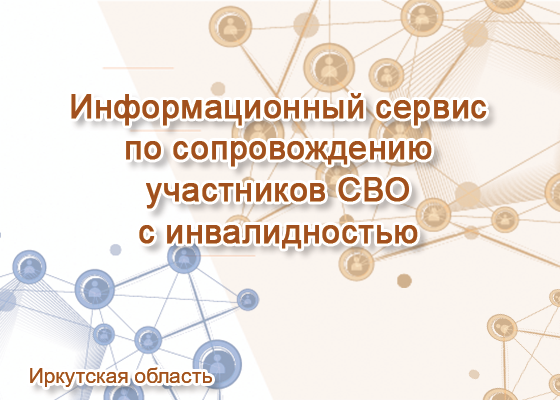 Информационный сервис
по сопровождению
участников СВО
с инвалидностью
Иркутская область